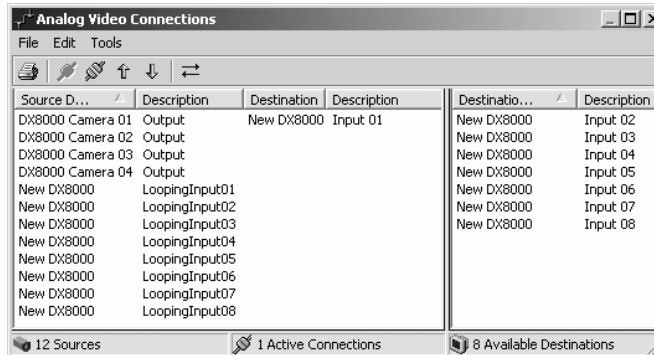 Analog Video Connections
File Edit Tools
Source D... Description Destination Description Destinatio... Description
DX8000 Camera 01 Output New DX8000 Input 01 New DX8000 Input 02
DX8000 Camera 02 Output New DX8000 Input 03
DX8000 Camera 03 Output New DX8000 Input 04
DX8000 Camera 04 Output New DX8000 Input 05
New DX8000 LoopingInput01 New DX8000 Input 06
New DX8000 LoopingInput02 New DX8000 Input 07
New DX8000 LoopingInput03 New DX8000 Input 08
New DX8000 LoopingInput04
New DX8000 LoopingInput05
New DX8000 LoopingInput06
New DX8000 LoopingInput07
New DX8000 LoopingInput08
12 Sources 1 Active Connections 8 Available Destinations